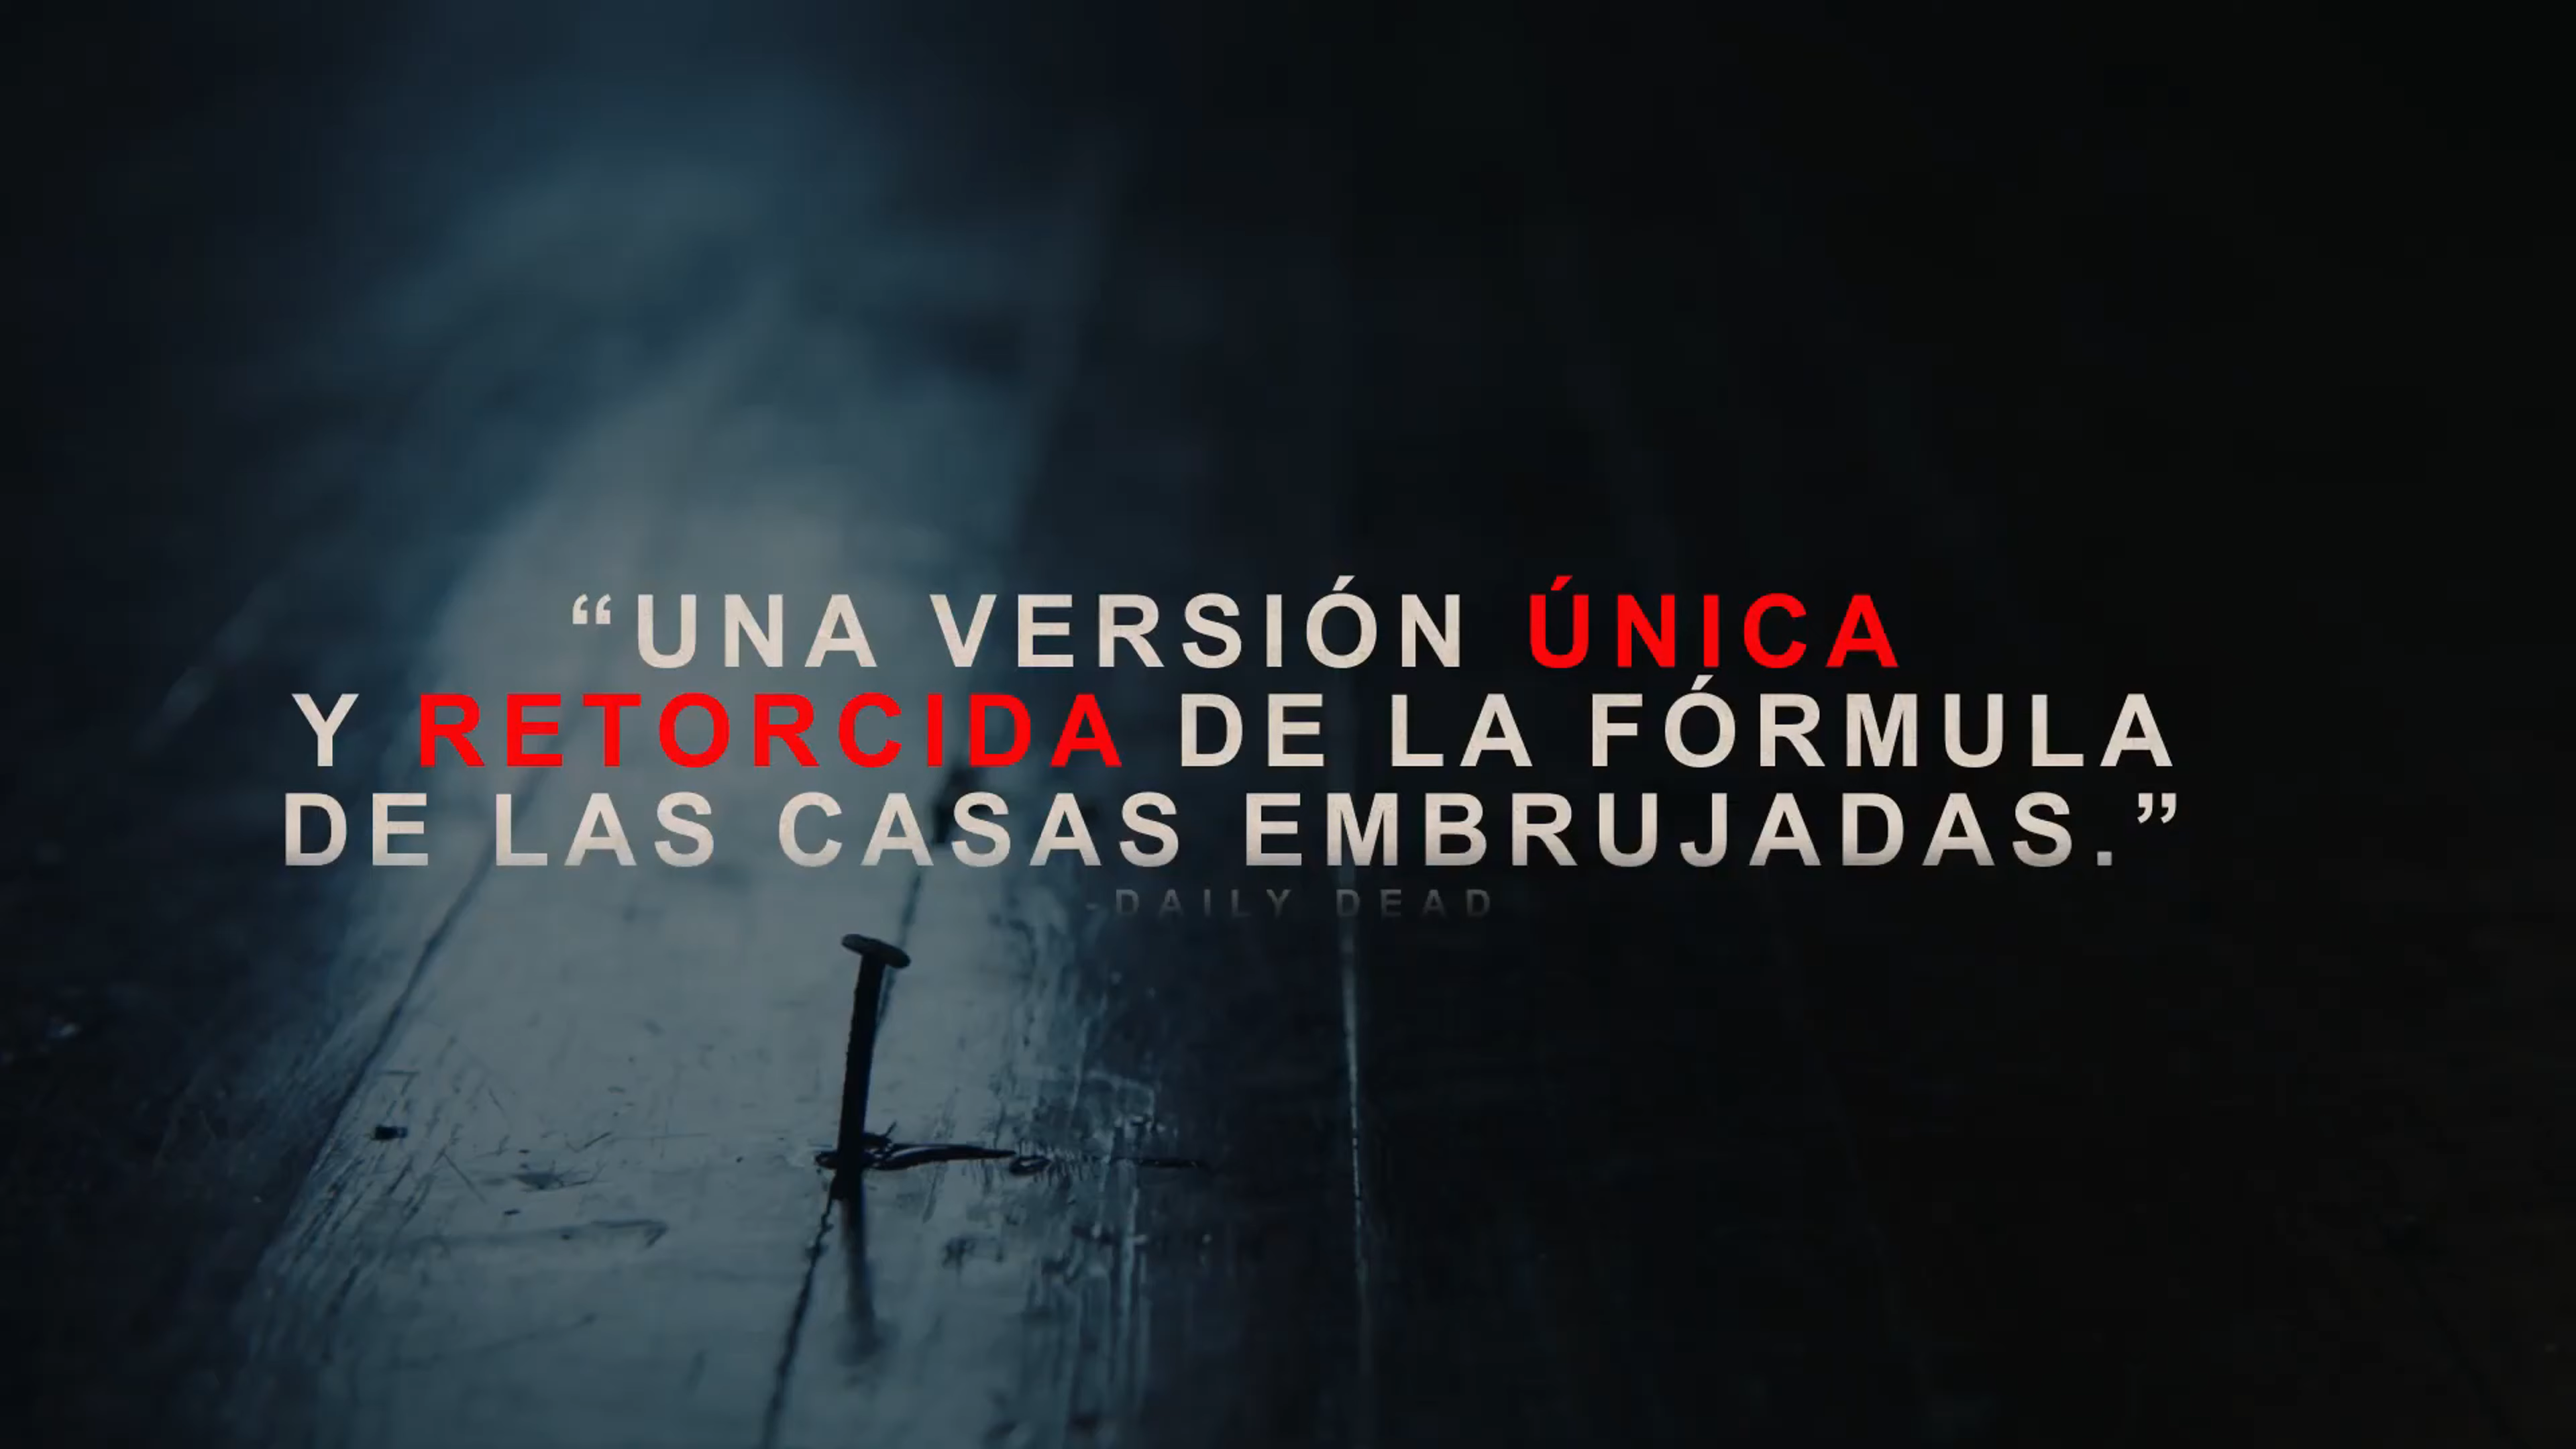 “UNA VERSIÓN ÚNICA
Y RETORCIDA DE LA FÓRMULA
DE LAS CASAS EMBRUJADAS.”
-DAILY DEAD